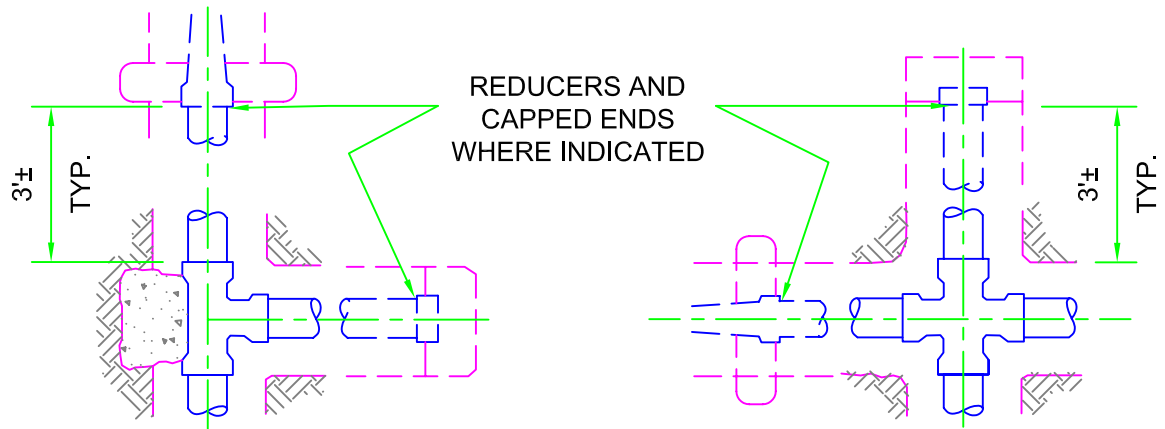 REDUCERS AND
CAPPED ENDS
WHERE INDICATED
3'±
TYP.
3'±
TYP.